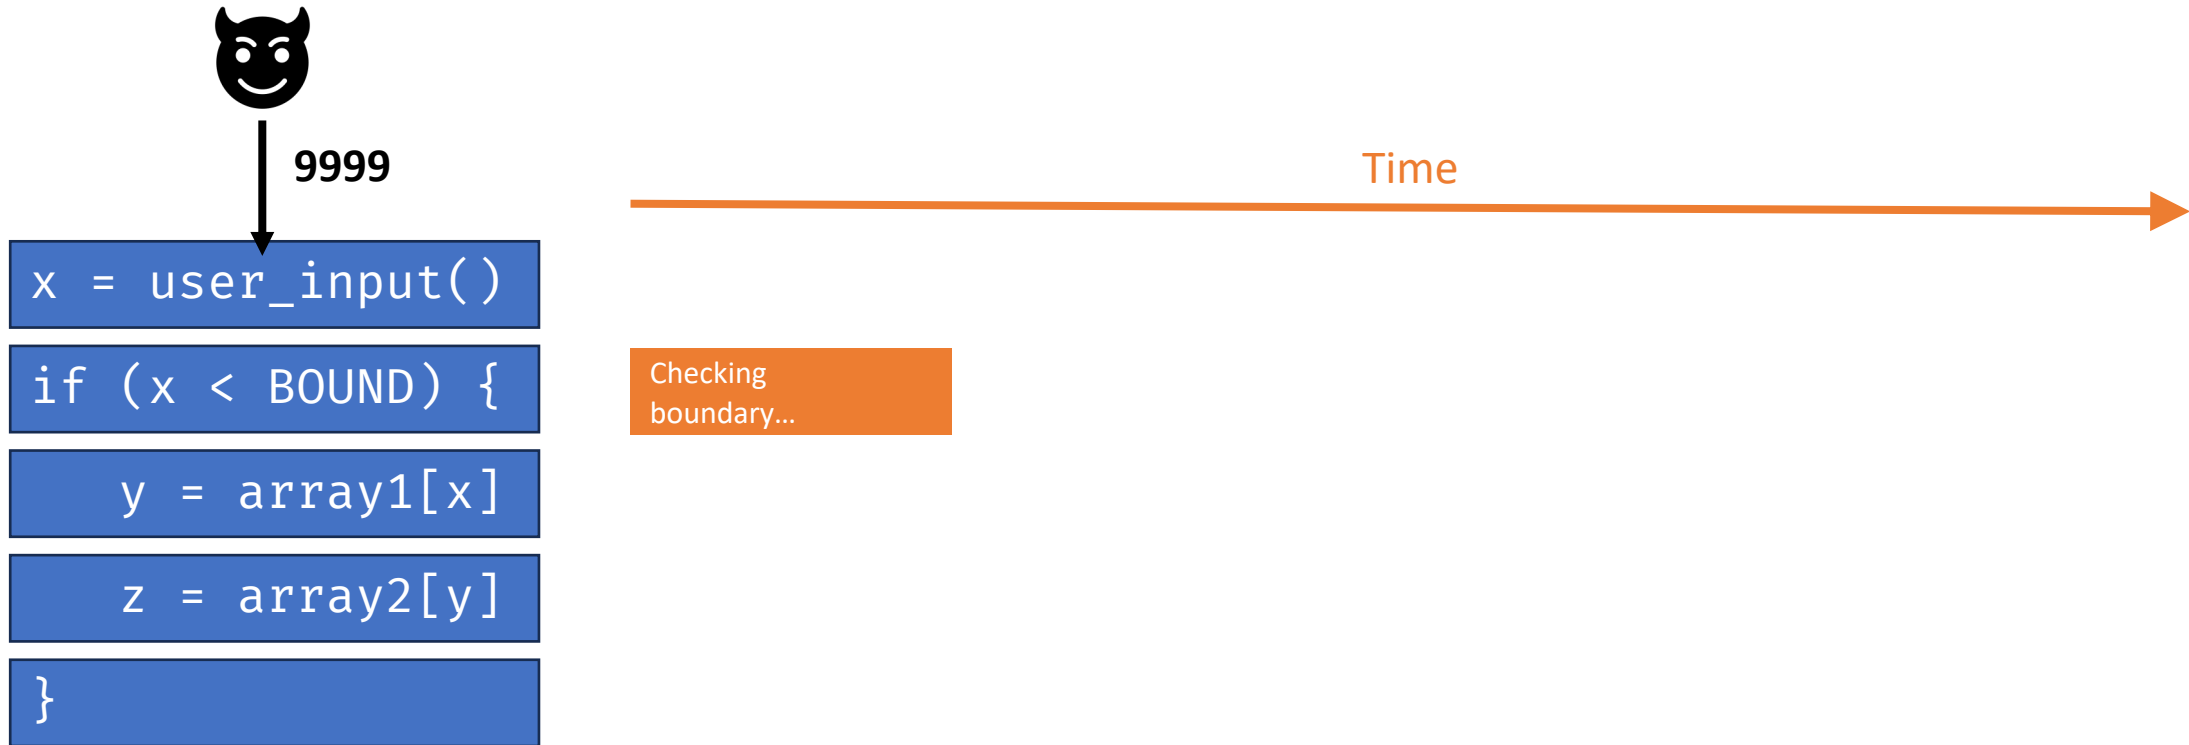 9999
Time
x = user_input()
if (x < BOUND) {
Checking
boundary...
y = array1[x]
z = array2[y]
}